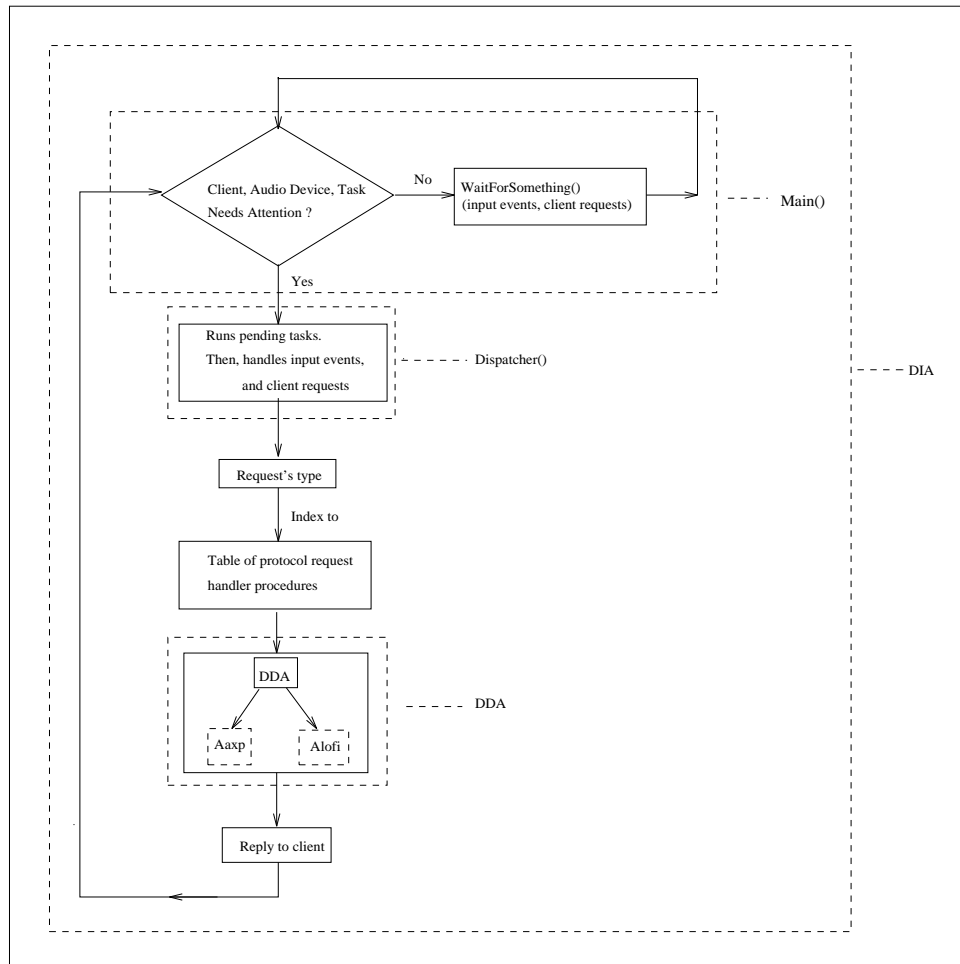 Client, Audio Device, Task
Needs Attention ?
No
WaitForSomething()
(input events, client requests)
Main()
Yes
Runs pending tasks.
Then, handles input events,
and client requests
Dispatcher()
DIA
Request's type
Index to
Table of protocol request
handler procedures
DDA
Aaxp
Alofi
DDA
Reply to client